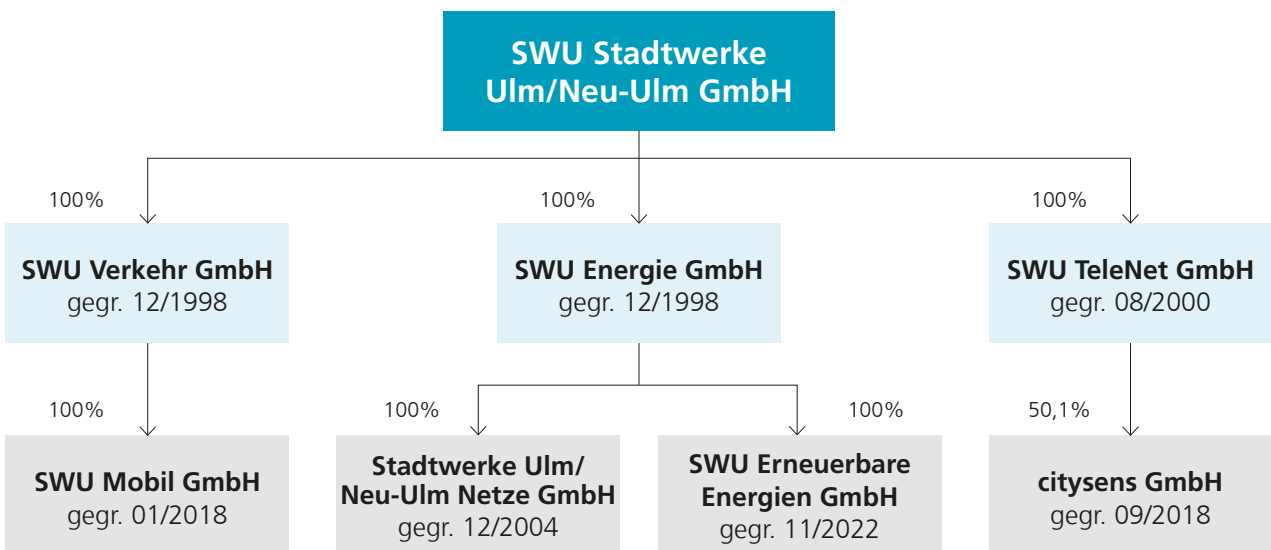 SWU Stadtwerke
Ulm/Neu-Ulm GmbH
100%
100%
100%
SWU Verkehr GmbH
gegr. 12/1998
SWU Energie GmbH
gegr. 12/1998
SWU TeleNet GmbH
gegr. 08/2000
100%
100%
100%
50,1%
SWU Mobil GmbH
gegr. 01/2018
Stadtwerke Ulm/
Neu-Ulm Netze GmbH
gegr. 12/2004
SWU Erneuerbare
Energien GmbH
gegr. 11/2022
citysens GmbH
gegr. 09/2018